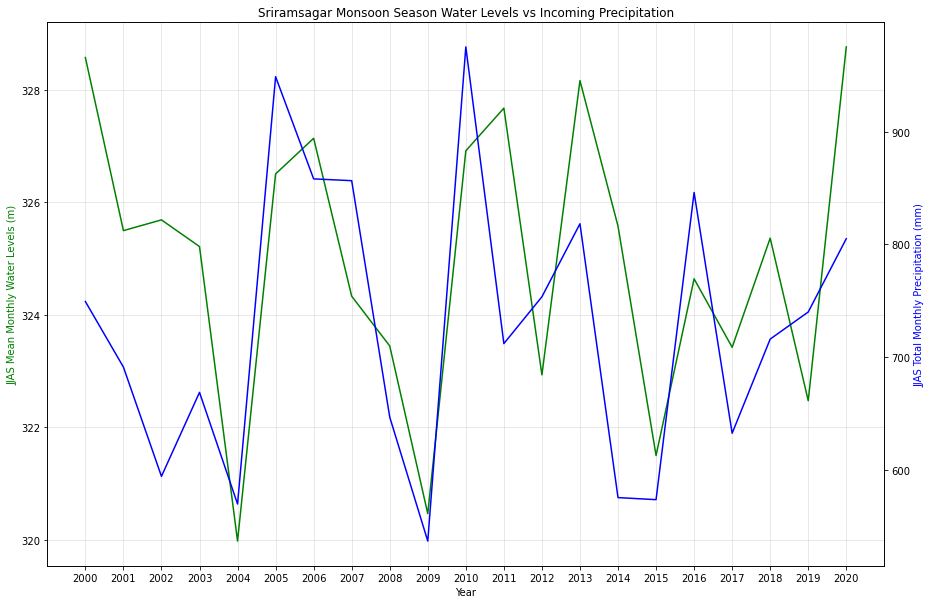 Sriramsagar Monsoon Season Water Levels vs Incoming Precipitation
JJAS Mean Monthly Water Levels (m)
328
326
324
322
320
900
800
700
600
JJAS Total Monthly Precipitation (mm)
2000 2001 2002 2003 2004 2005 2006 2007 2008 2009 2010 2011 2012 2013 2014 2015 2016 2017 2018 2019 2020
Year